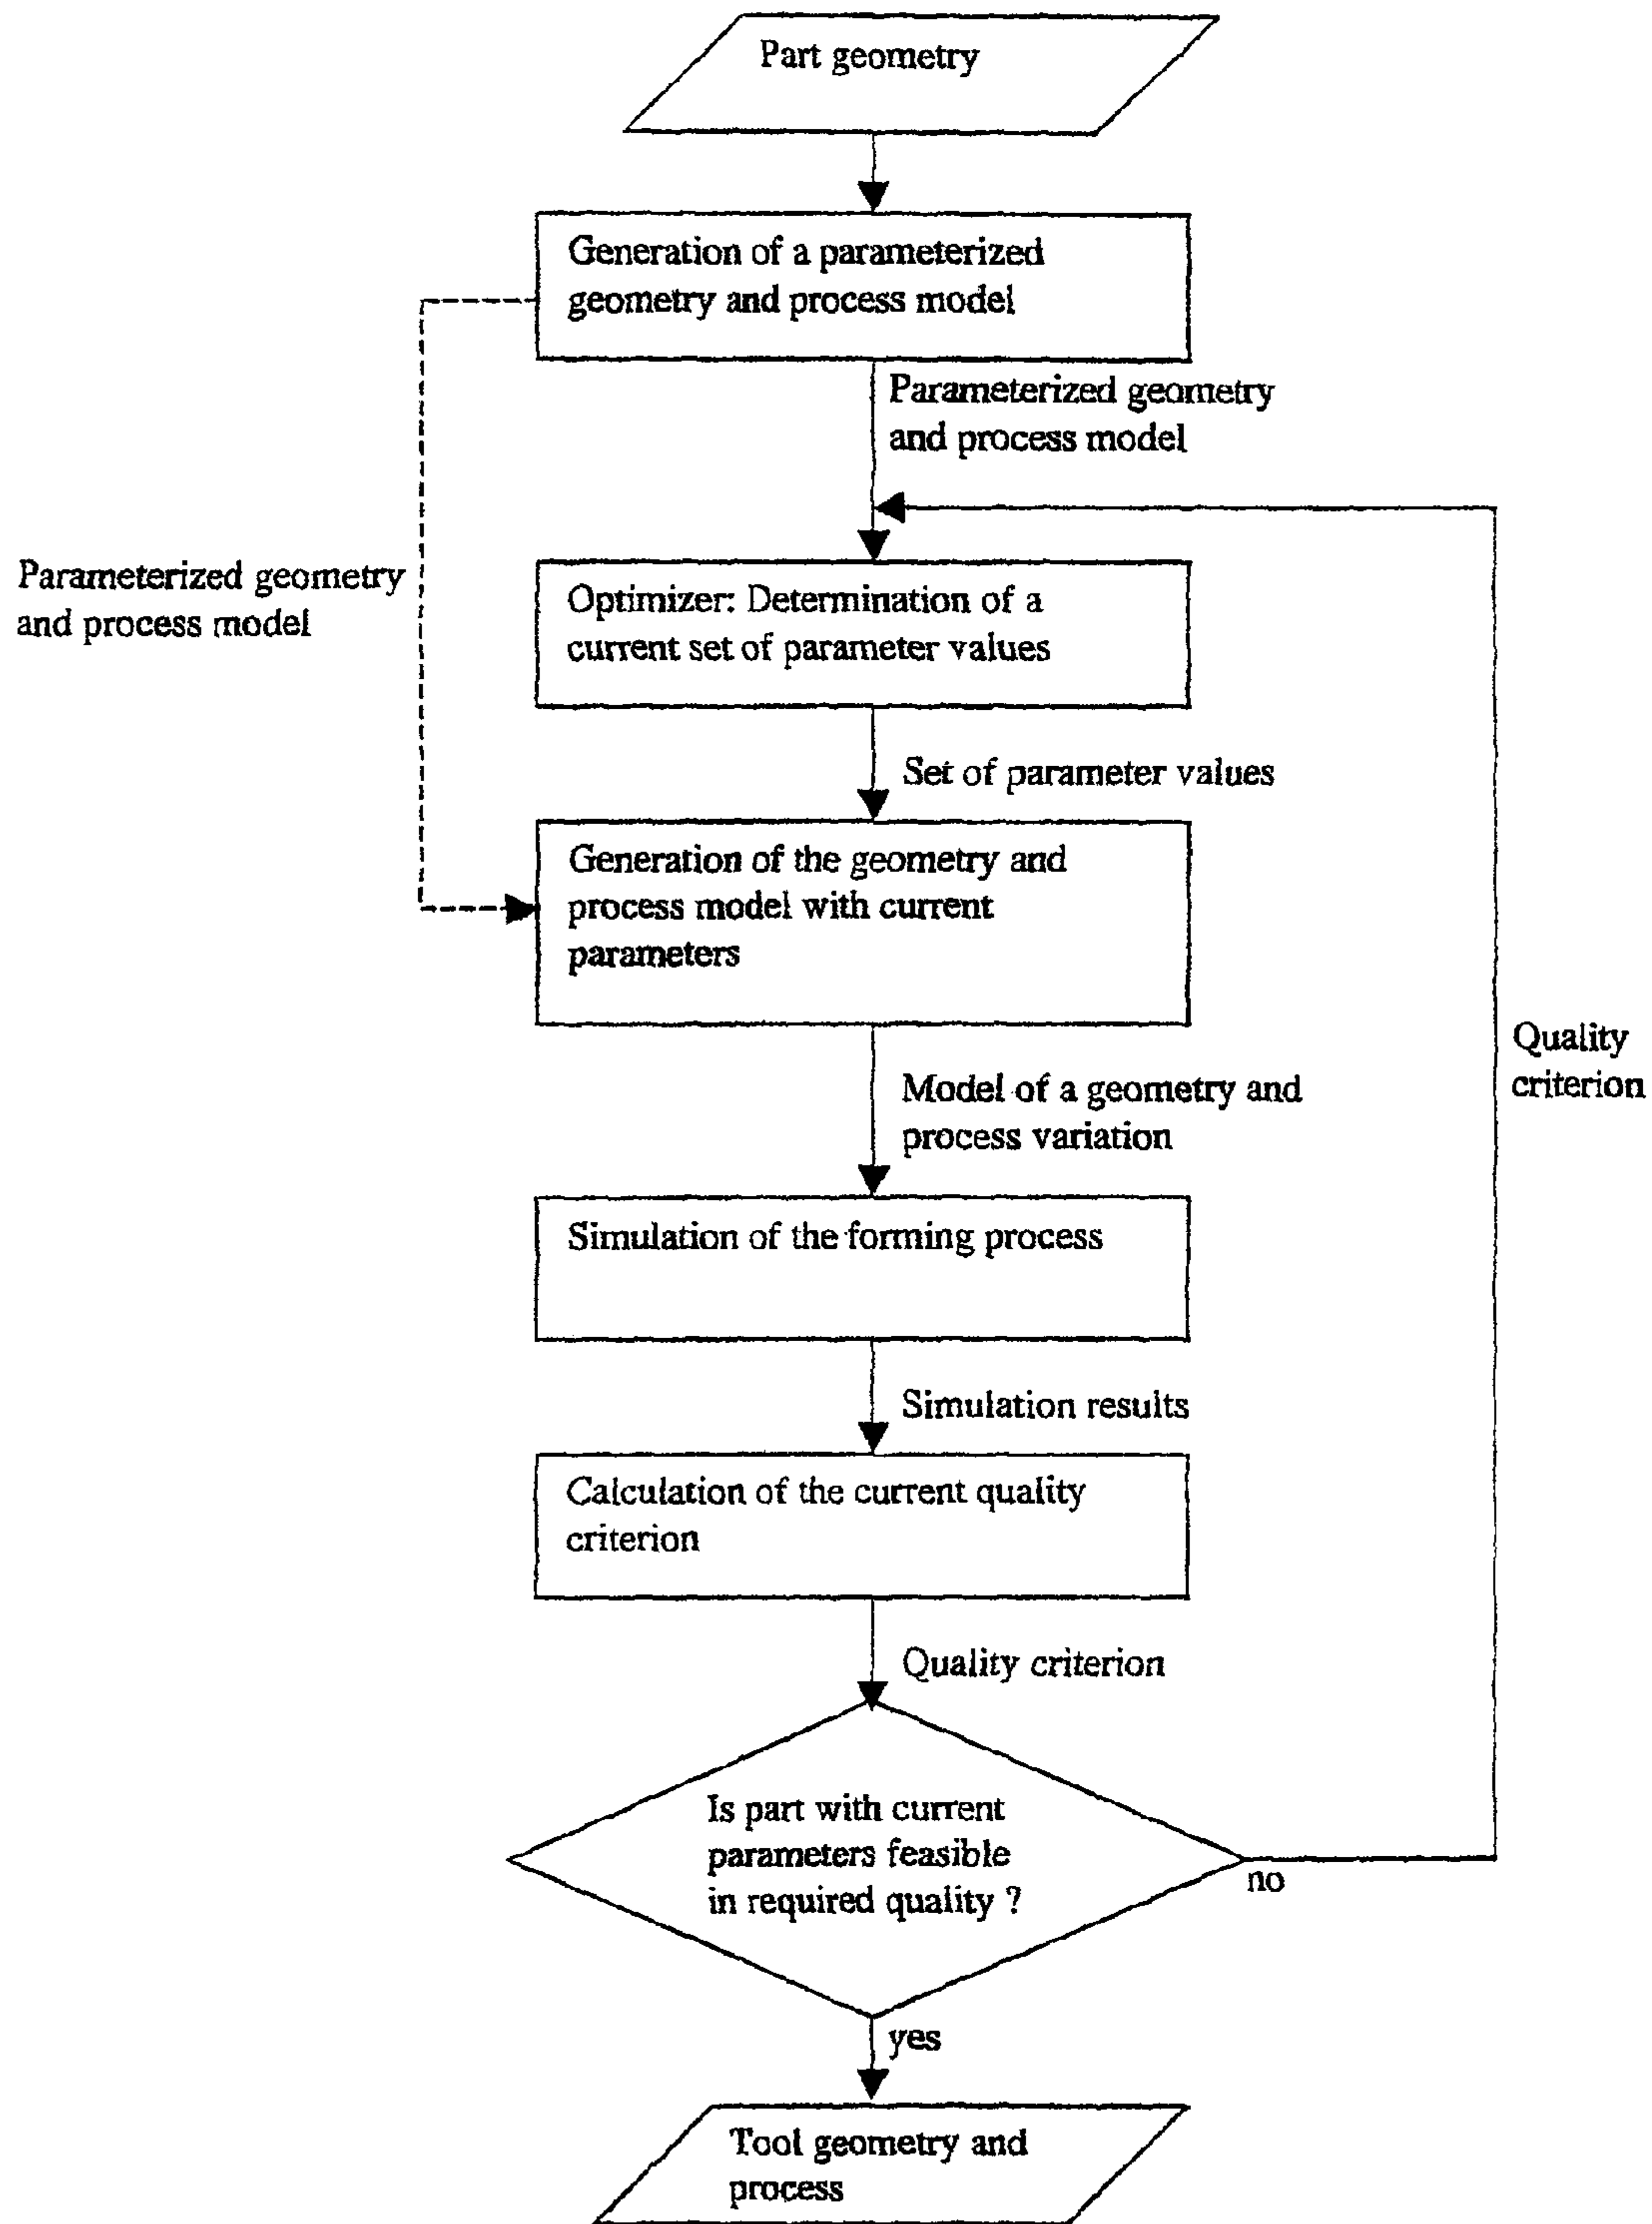 Part geometry
Generation of a parameterized
geometry and process model
Parameterized geometry
and process model
Parameterized geometry
and process model
Optimizer: Determination of a
current set of parameter values
Set of parameter values
Generation of the geometry and
process model with current
parameters
Quality
criterion
Model of a geometry and
process variation
Simulation of the forming process
Simulation results
Calculation of the current quality
criterion
Quality criterion
Is part with current
parameters feasible
in required quality ?
no
yes
Tool geometry and
process